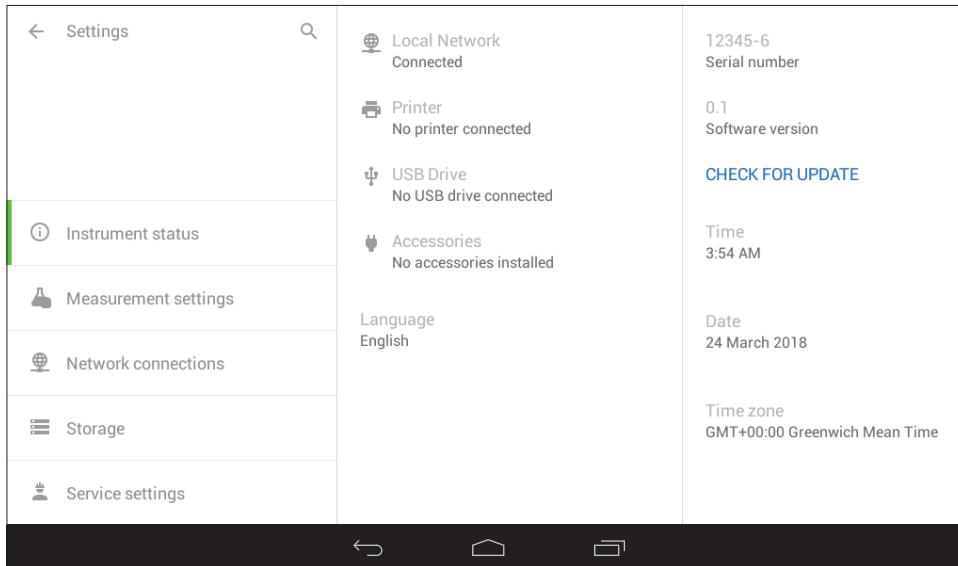 Settings
Instrument status
Measurement settings
Network connections
Storage
Service settings
Local Network
Connected
Printer
No printer connected
USB Drive
No USB drive connected
Accessories
No accessories installed
Language
English
12345-6
Serial number
0.1
Software version
CHECK FOR UPDATE
Time
3:54 AM
Date
24 March 2018
Time zone
GMT+00:00 Greenwich Mean Time